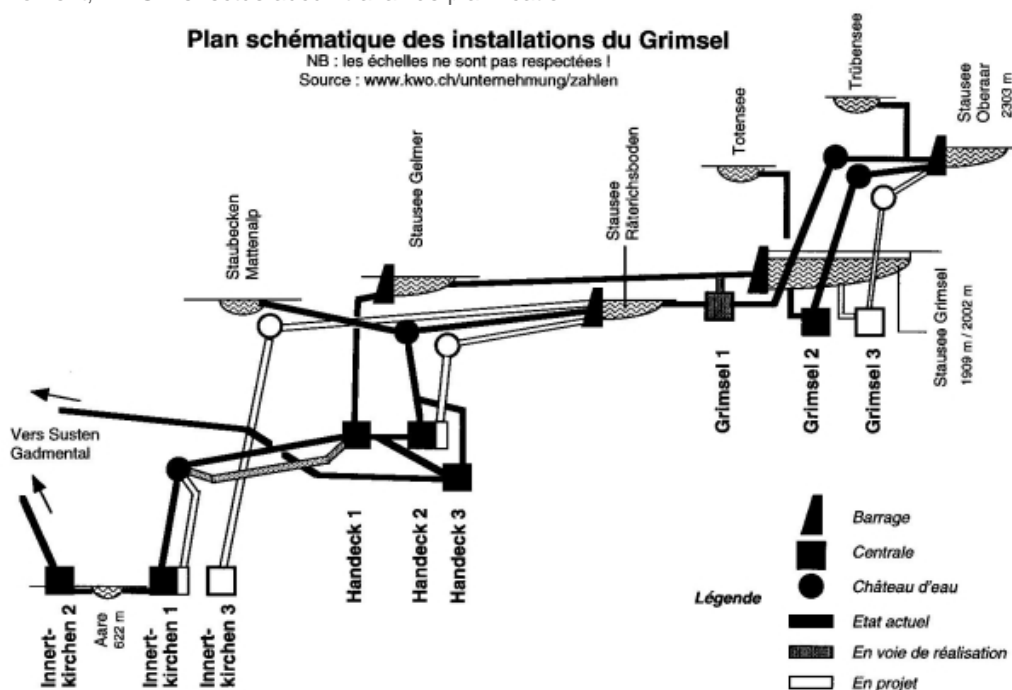 Plan schématique des installations du Grimsel
NB : les échelles ne sont pas respectées !
Source : www.kwo.ch/unternehmung/zahlen
Trübensee
Stausee
Oberaar
2303 m
Totensee
Stausee Gelmer
Stausee
Räterichsboden
Staubecken
Mattenalp
Stausee Grimsel
1909 m / 2002 m
Grimsel 1
Grimsel 2
Grimsel 3
Vers Susten
Gadmental
Handeck 1
Handeck 2
Handeck 3
Innert-
kirchen 2
Aare
622 m
Innert-
kirchen 1
Innert-
kirchen 3
Légende
Barrage
Centrale
Château d'eau
Etat actuel
En voie de réalisation
En projet